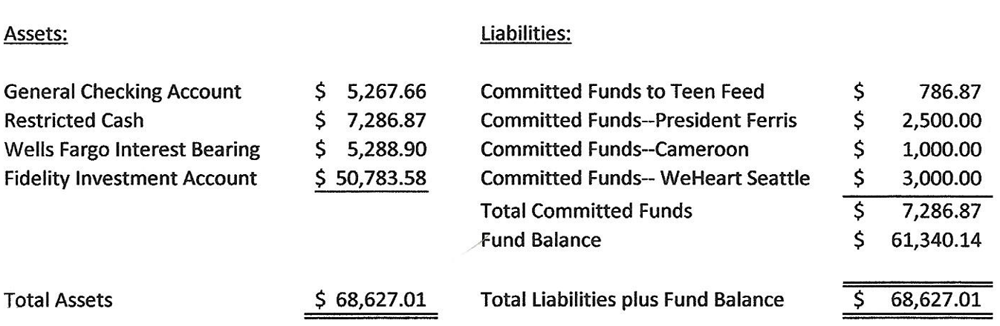 Assets: Liabilities:
General Checking Account $ 5,267.66 Committed Funds to Teen Feed $ 786.87
Restricted Cash $ 7,286.87 Committed Funds--President Ferris $ 2,500.00
Wells Fargo Interest Bearing $ 5,288.90 Committed Funds--Cameroon $ 1,000.00
Fidelity Investment Account $ 50,783.58 Committed Funds-- WeHeart Seattle $ 3,000.00
Total Committed Funds $ 7,286.87
Fund Balance $ 61,340.14
Total Assets $ 68,627.01 Total Liabilities plus Fund Balance $ 68,627.01